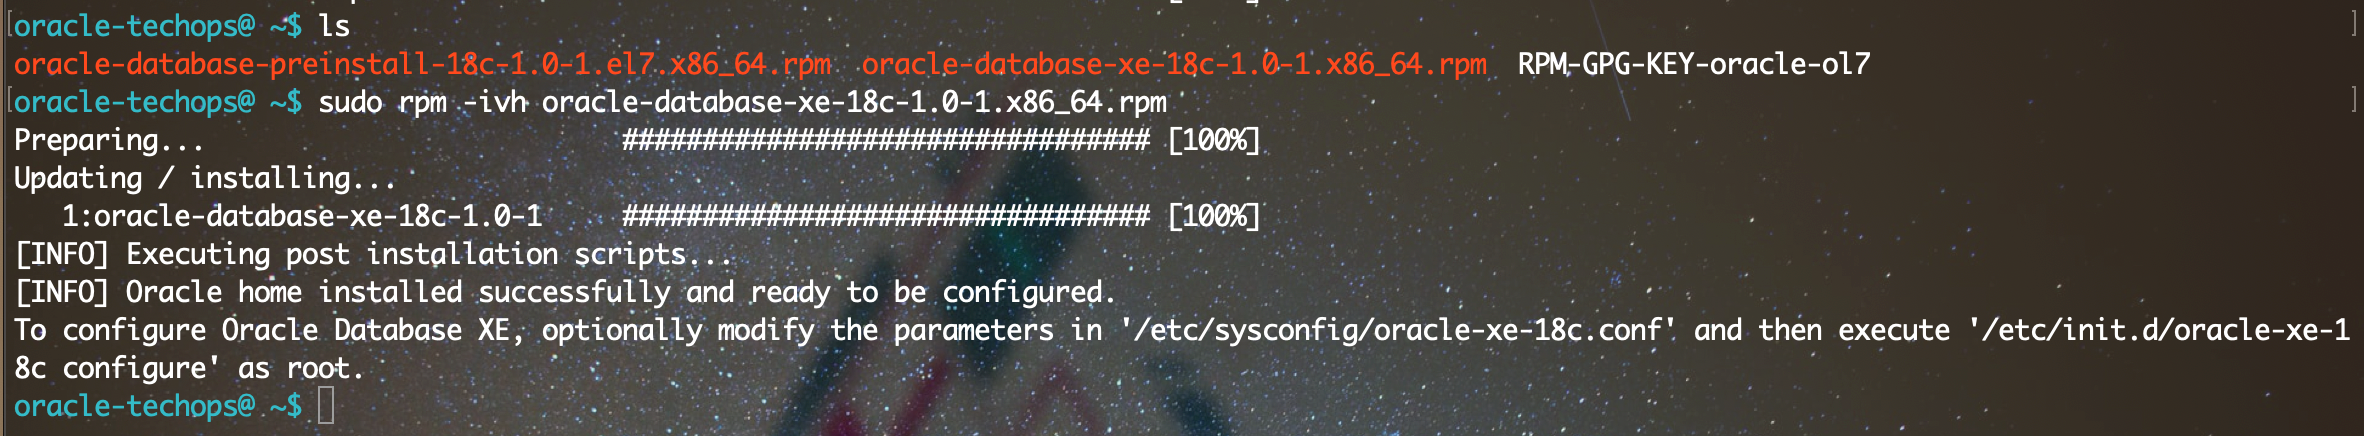 [100%]
oracle-techops@ ~$ ls
oracle-database-preinstall-18c-1.0-1.el7.x86_64.rpm  oracle-database-xe-18c-1.0-1.x86_64.rpm  RPM-GPG-KEY-oracle-ol7
oracle-techops@ ~$ sudo rpm -ivh oracle-database-xe-18c-1.0-1.x86_64.rpm
Preparing...                          ################################# [100%]
Updating / installing...
   1:oracle-database-xe-18c-1.0-1     ################################# [100%]
[INFO] Executing post installation scripts...
[INFO] Oracle home installed successfully and ready to be configured.
To configure Oracle Database XE, optionally modify the parameters in '/etc/sysconfig/oracle-xe-18c.conf' and then execute '/etc/init.d/oracle-xe-1
8c configure' as root.
oracle-techops@ ~$